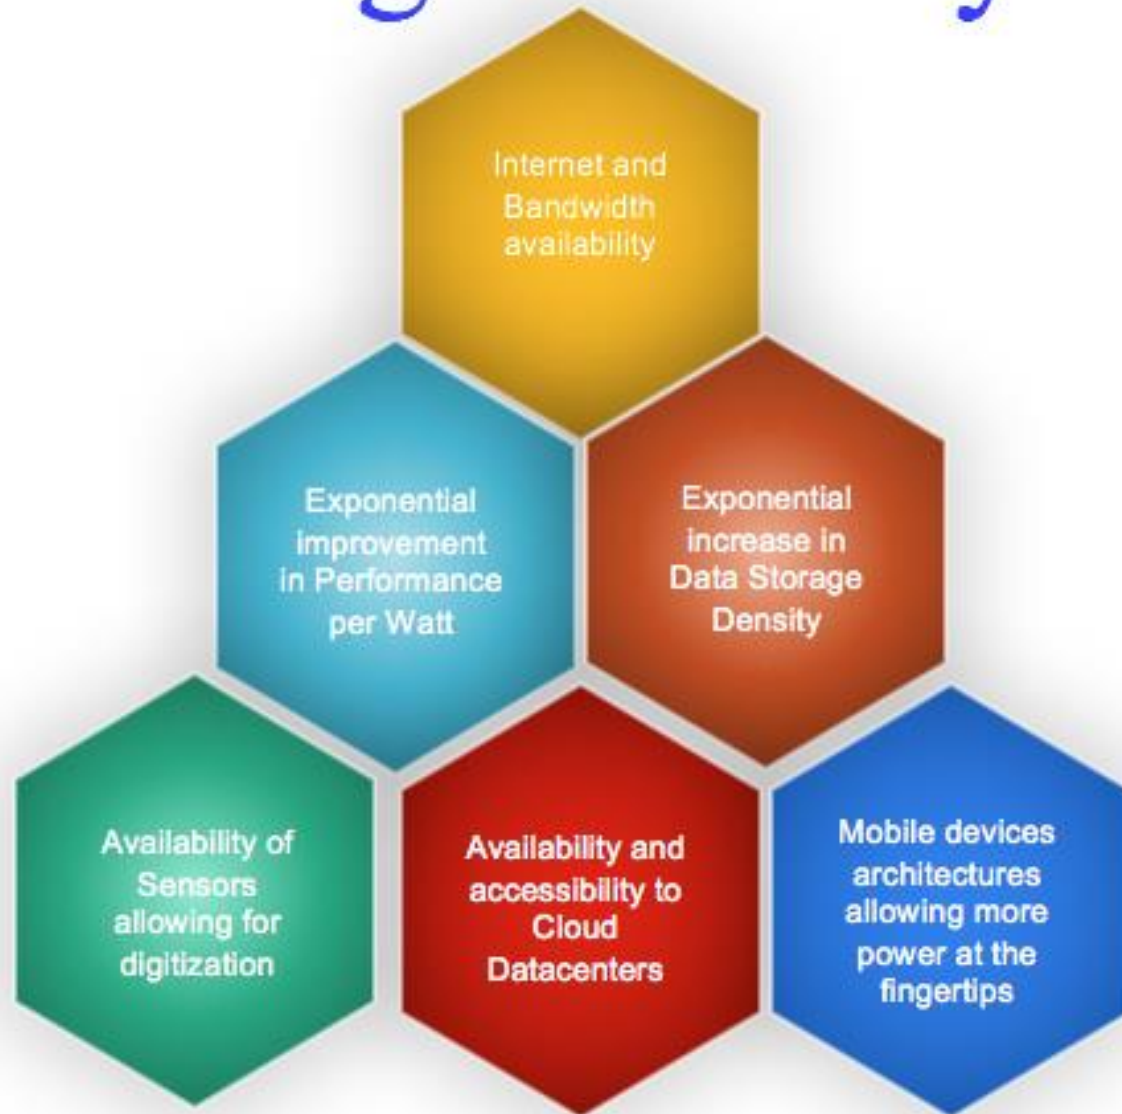 Internet and
Bandwidth
availability
Exponential
improvement
in Performance
per Watt
Exponential
increase in
Data Storage
Density
Availability of
Sensors
allowing for
digitization
Availability and
accessibility to
Cloud
Datacenters
Mobile devices
architectures
allowing more
power at the
fingertips